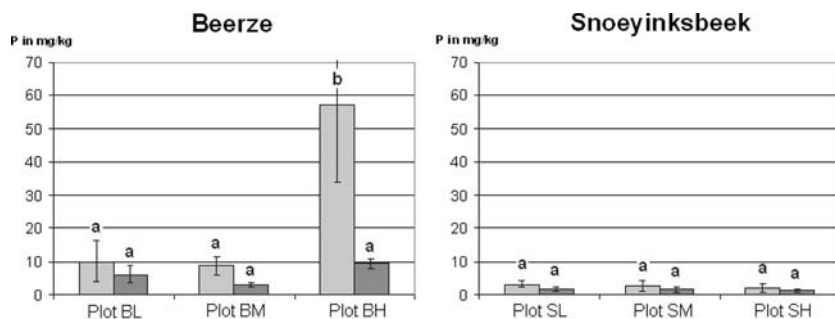 Beerze
P in mg/kg
70
60
50
40
30
20
10
0
a
a
a
a
b
a
Plot BL
Plot BM
Plot BH
Snoeyinksbeek
P in mg/kg
70
60
50
40
30
20
10
0
a
a
a
a
a
a
Plot SL
Plot SM
Plot SH